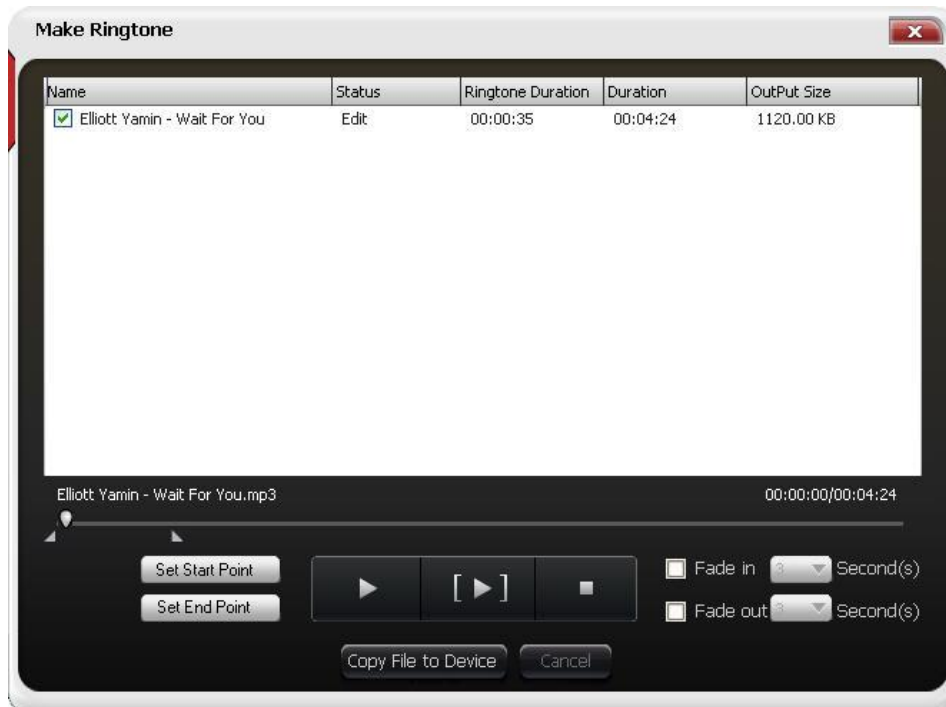 Make Ringtone
Name Status Ringtone Duration Duration OutPut Size
Elliott Yamin - Wait For You Edit 00:00:35 00:04:24 1120.00 KB
Elliott Yamin - Wait For You.mp3 00:00:00/00:04:24
Set Start Point Fade in 3 Second(s)
Set End Point Fade out 3 Second(s)
Copy File to Device Cancel